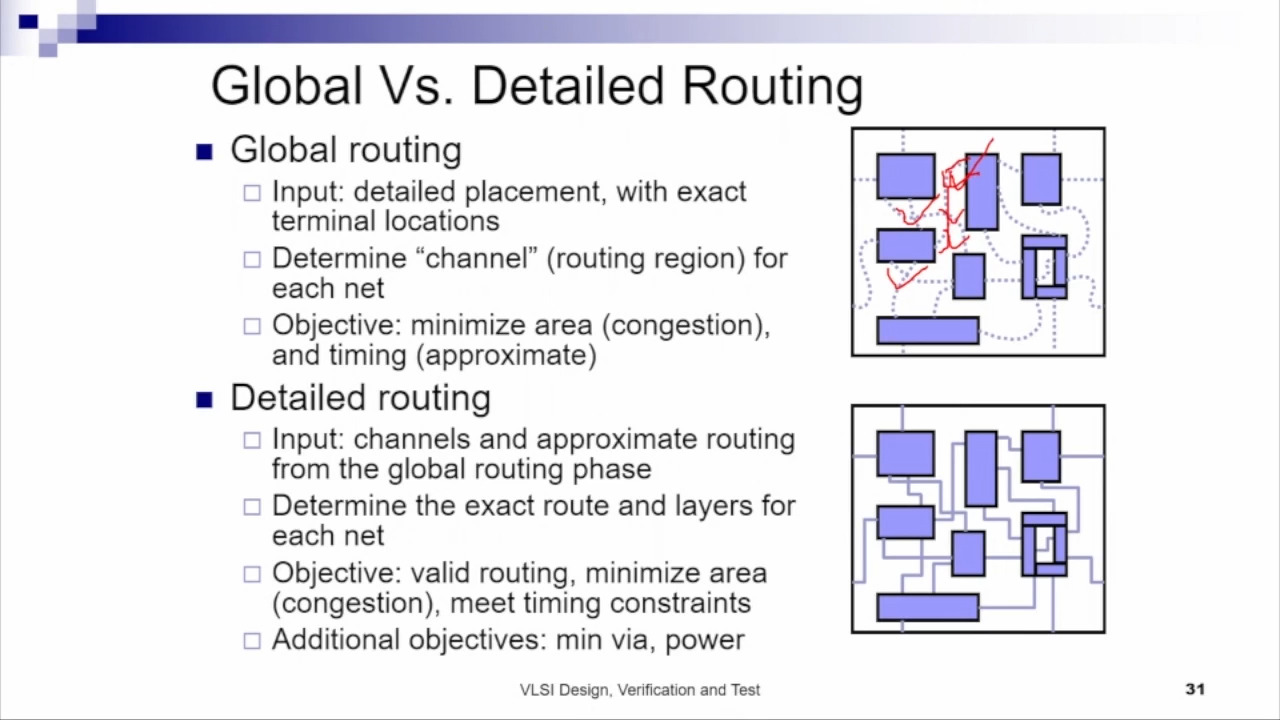 Global Vs. Detailed Routing
Global routing
Input: detailed placement, with exact
terminal locations
Determine “channel” (routing region) for
each net
Objective: minimize area (congestion),
and timing (approximate)
Detailed routing
Input: channels and approximate routing
from the global routing phase
Determine the exact route and layers for
each net
Objective: valid routing, minimize area
(congestion), meet timing constraints
Additional objectives: min via, power
VLSI Design, Verification and Test
31